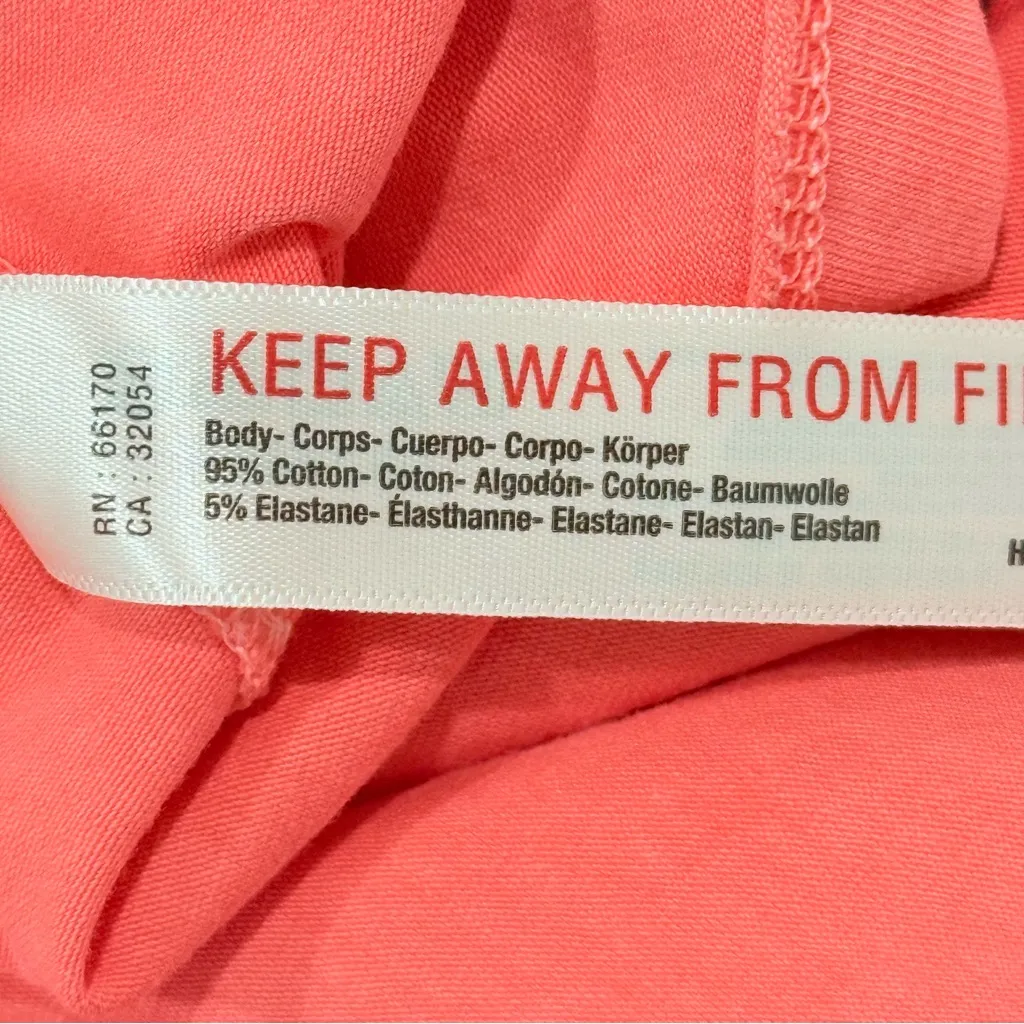 RN : 66170
CA : 32054
KEEP AWAY FROM
Body- Corps- Cuerpo- Corpo- Körper
95% Cotton- Coton- Algodón- Cotone- Baumwolle
5% Elastane- Élasthanne- Elastane- Elastan- Elastan